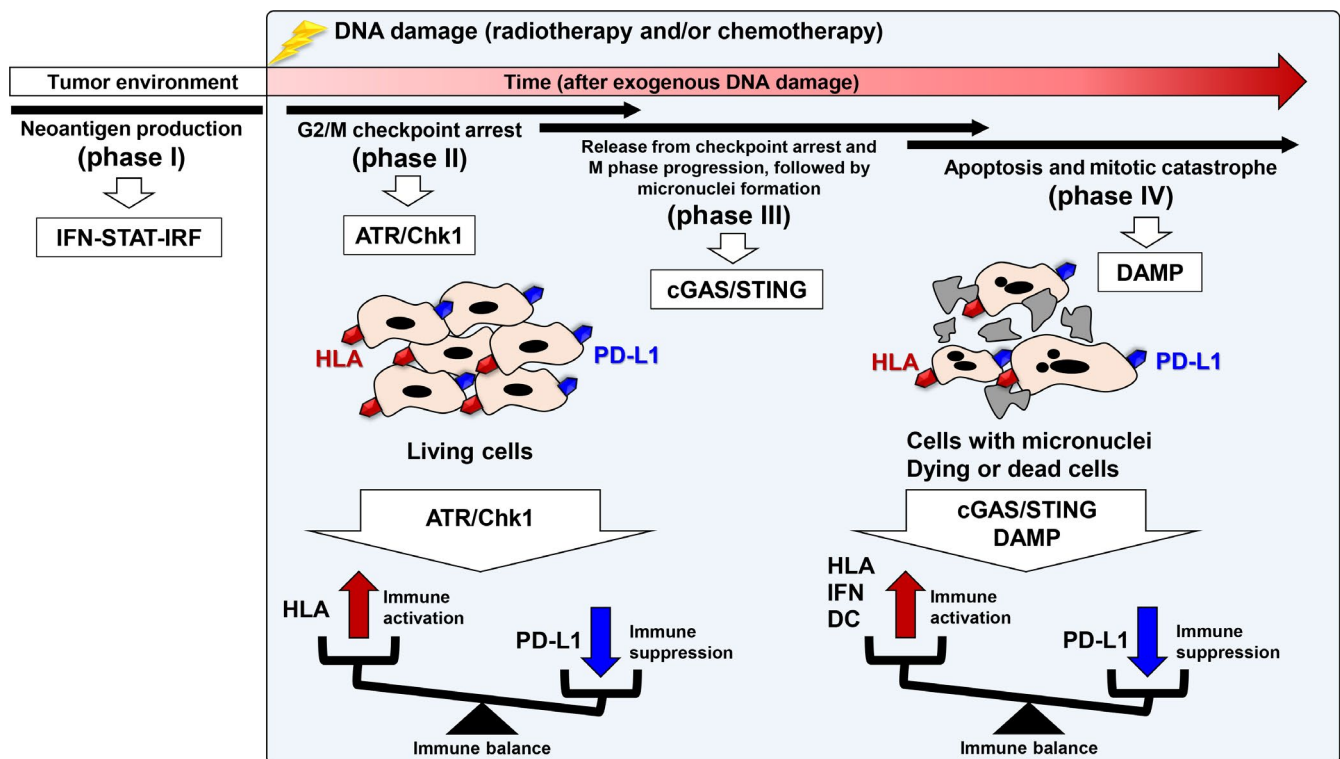 DNA damage (radiotherapy and/or chemotherapy)
Tumor environment
Time (after exogenous DNA damage)
Neoantigen production
(phase I)
IFN-STAT-IRF
G2/M checkpoint arrest
(phase II)
ATR/Chk1
Release from checkpoint arrest and
M phase progression, followed by
micronuclei formation
(phase III)
cGAS/STING
Apoptosis and mitotic catastrophe
(phase IV)
DAMP
HLA
PD-L1
Living cells
HLA
PD-L1
Cells with micronuclei
Dying or dead cells
ATR/Chk1
HLA
Immune
activation
PD-L1
Immune
suppression
Immune balance
cGAS/STING
DAMP
HLA
IFN
DC
Immune
activation
PD-L1
Immune
suppression
Immune balance